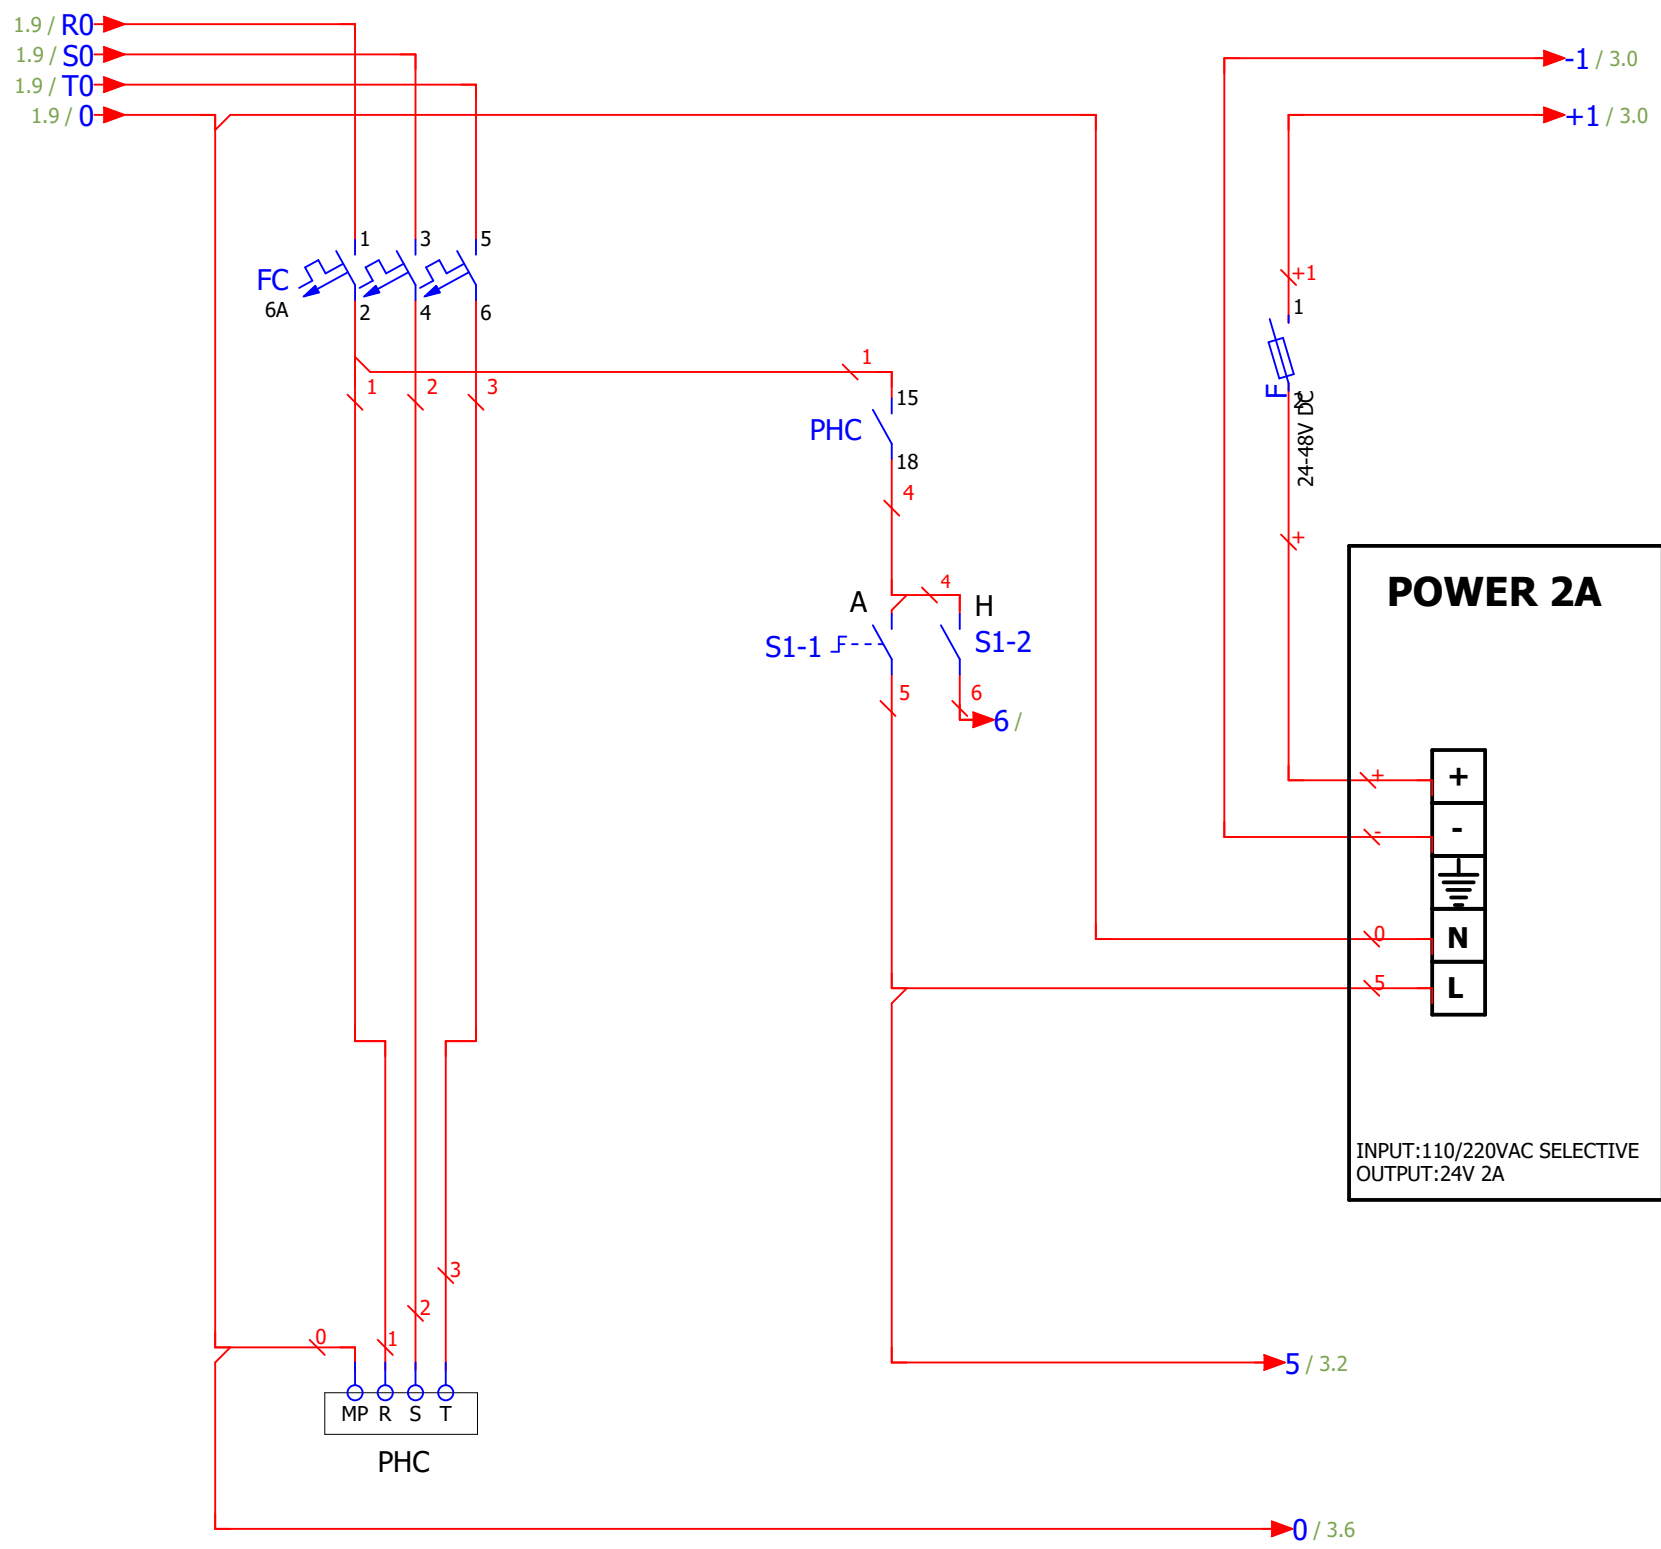 1.9 / R0
1.9 / S0
1.9 / T0
1.9 / 0
-1 / 3.0
+1 / 3.0
1 3 5
FC
6A
2 4 6
1 2 3
1
15
PHC
18
4
A
4
H
S1-1
S1-2
5
6
6 /
+1
1
F
2
24-48V DC
+
POWER 2A
+ +
- -
0 N
5 L
INPUT:110/220VAC SELECTIVE
OUTPUT:24V 2A
3
2
0
1
MP R S T
PHC
5 / 3.2
0 / 3.6